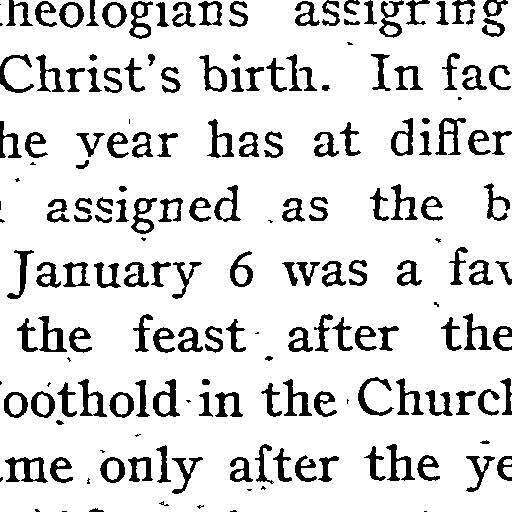 theologians assigning
Christ's birth. In fac
he year has at differ
assigned as the b
January 6 was a fav
the feast after the
foothold in the Church
ame only after the ye